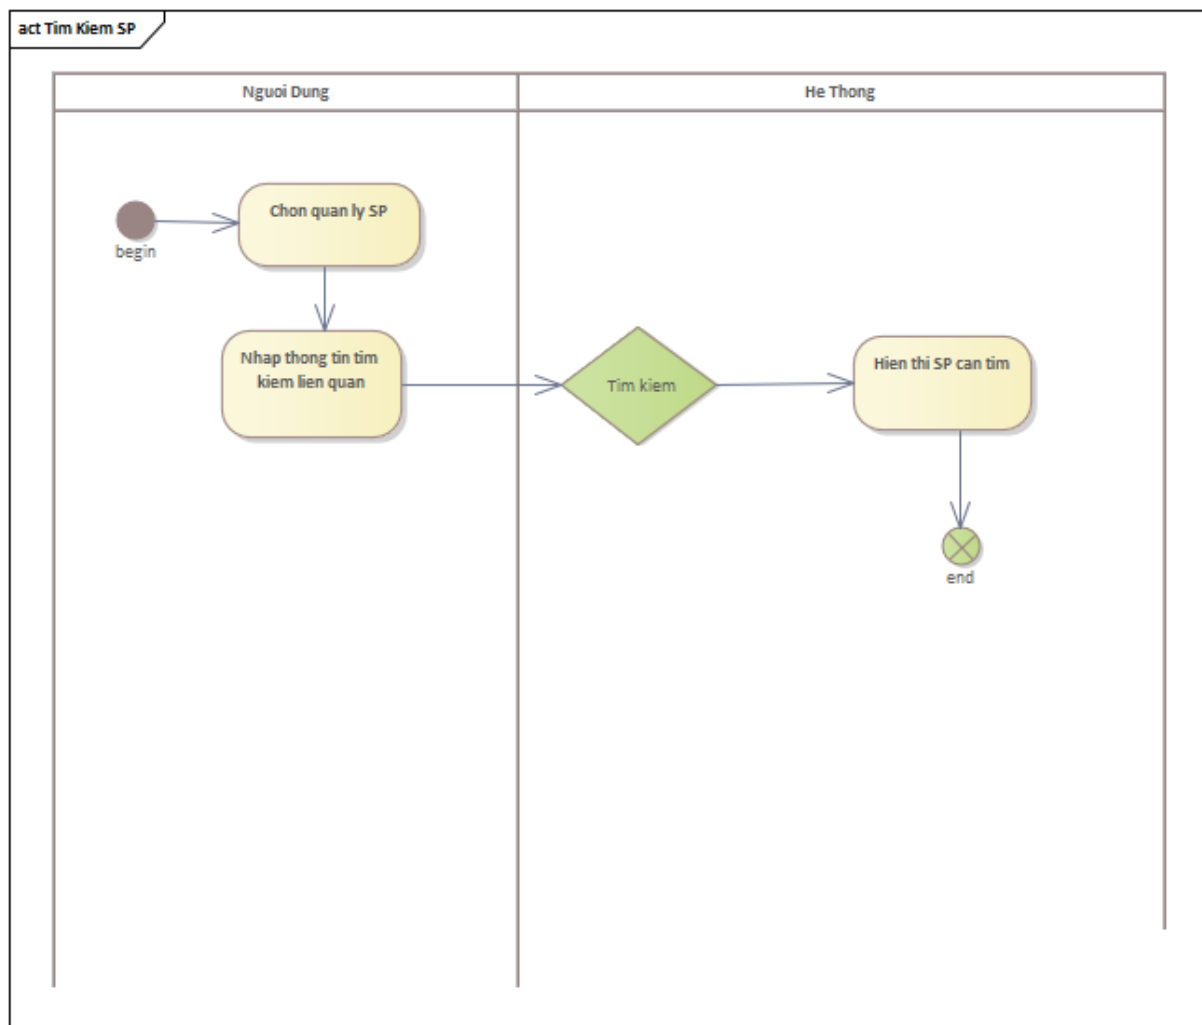 act Tim Kiem SP
Nguoi Dung
He Thong
Chon quan ly SP
begin
Nhap thong tin tim
kiem lien quan
Tim kiem
Hien thi SP can tim
end